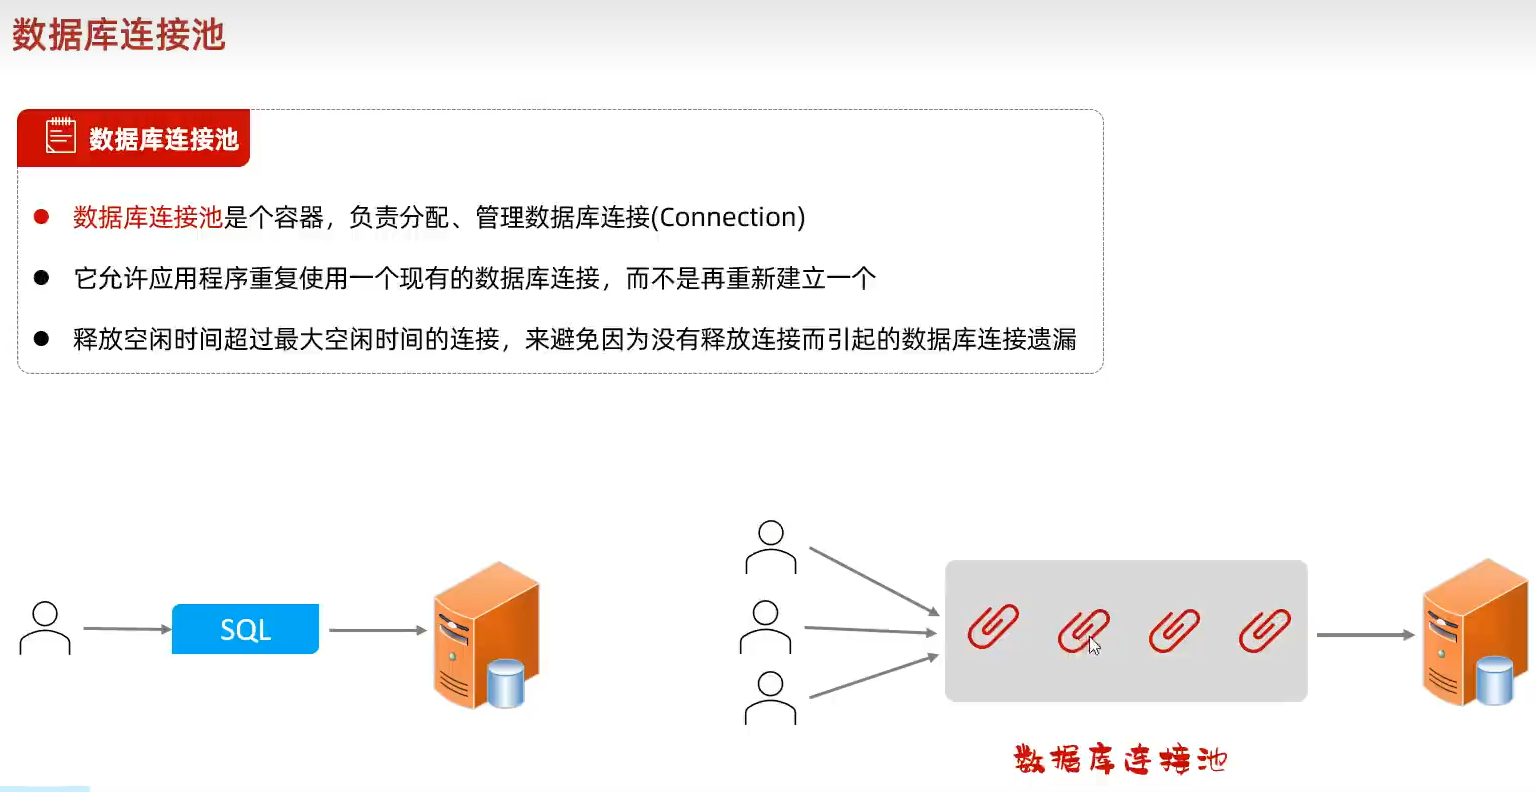 数据库连接池
数据库连接池
数据库连接池是个容器，负责分配、管理数据库连接(Connection)
它允许应用程序重复使用一个现有的数据库连接，而不是再重新建立一个
释放空闲时间超过最大空闲时间的连接，来避免因为没有释放连接而引起的数据库连接遗漏
SQL
数据库连接池